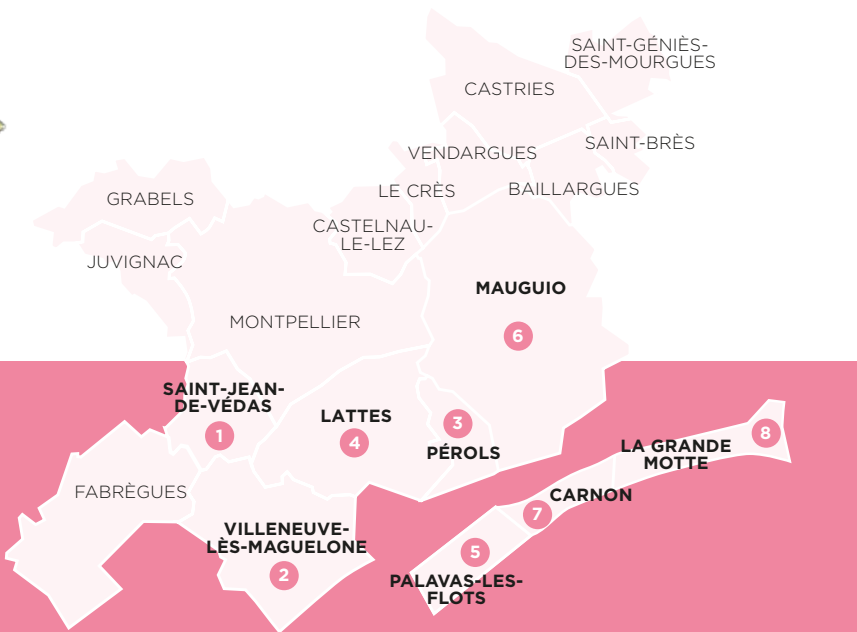 SAINT-GÉNIÈS-
DES-MOURGUES
CASTRIES
SAINT-BRÈS
VENDARGUES
LE CRÈS
BAILLARGUES
GRABELS
CASTELNAU-
LE-LEZ
JUVIGNAC
MAUGUIO
6
MONTPELLIER
SAINT-JEAN-
DE-VÉDAS
1
LATTES
4
3
PÉROLS
8
LA GRANDE
MOTTE
FABRÈGUES
CARNON
7
VILLENEUVE-
LÈS-MAGUELONE
2
5
PALAVAS-LES-
FLOTS